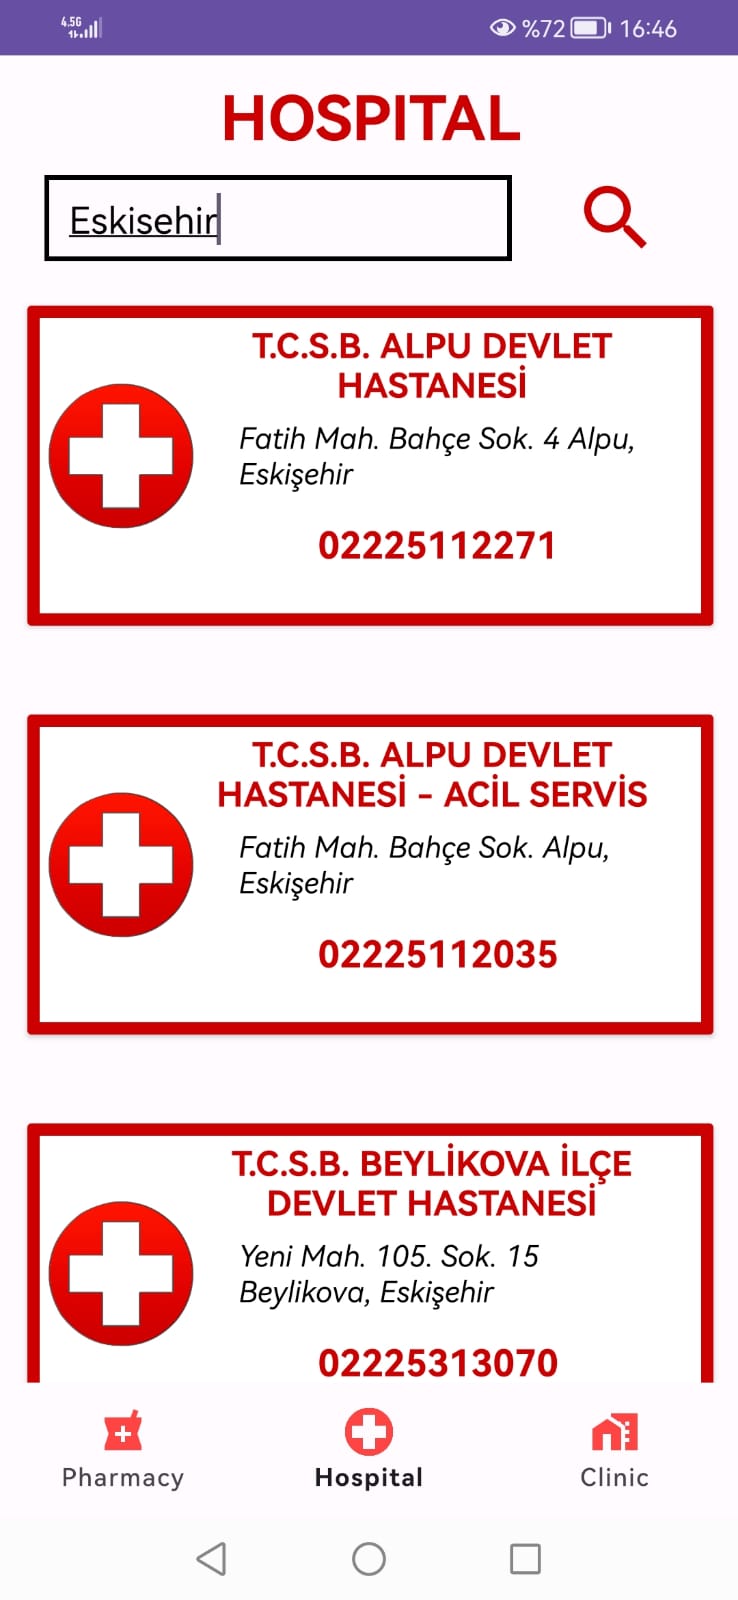 4.5G
%72 16:46
HOSPITAL
Eskisehir
T.C.S.B. ALPU DEVLET
HASTANESİ
Fatih Mah. Bahçe Sok. 4 Alpu,
Eskişehir
02225112271
T.C.S.B. ALPU DEVLET
HASTANESİ - ACİL SERVİS
Fatih Mah. Bahçe Sok. Alpu,
Eskişehir
02225112035
T.C.S.B. BEYLİKOVA İLÇE
DEVLET HASTANESİ
Yeni Mah. 105. Sok. 15
Beylikova, Eskişehir
02225313070
Pharmacy Hospital Clinic